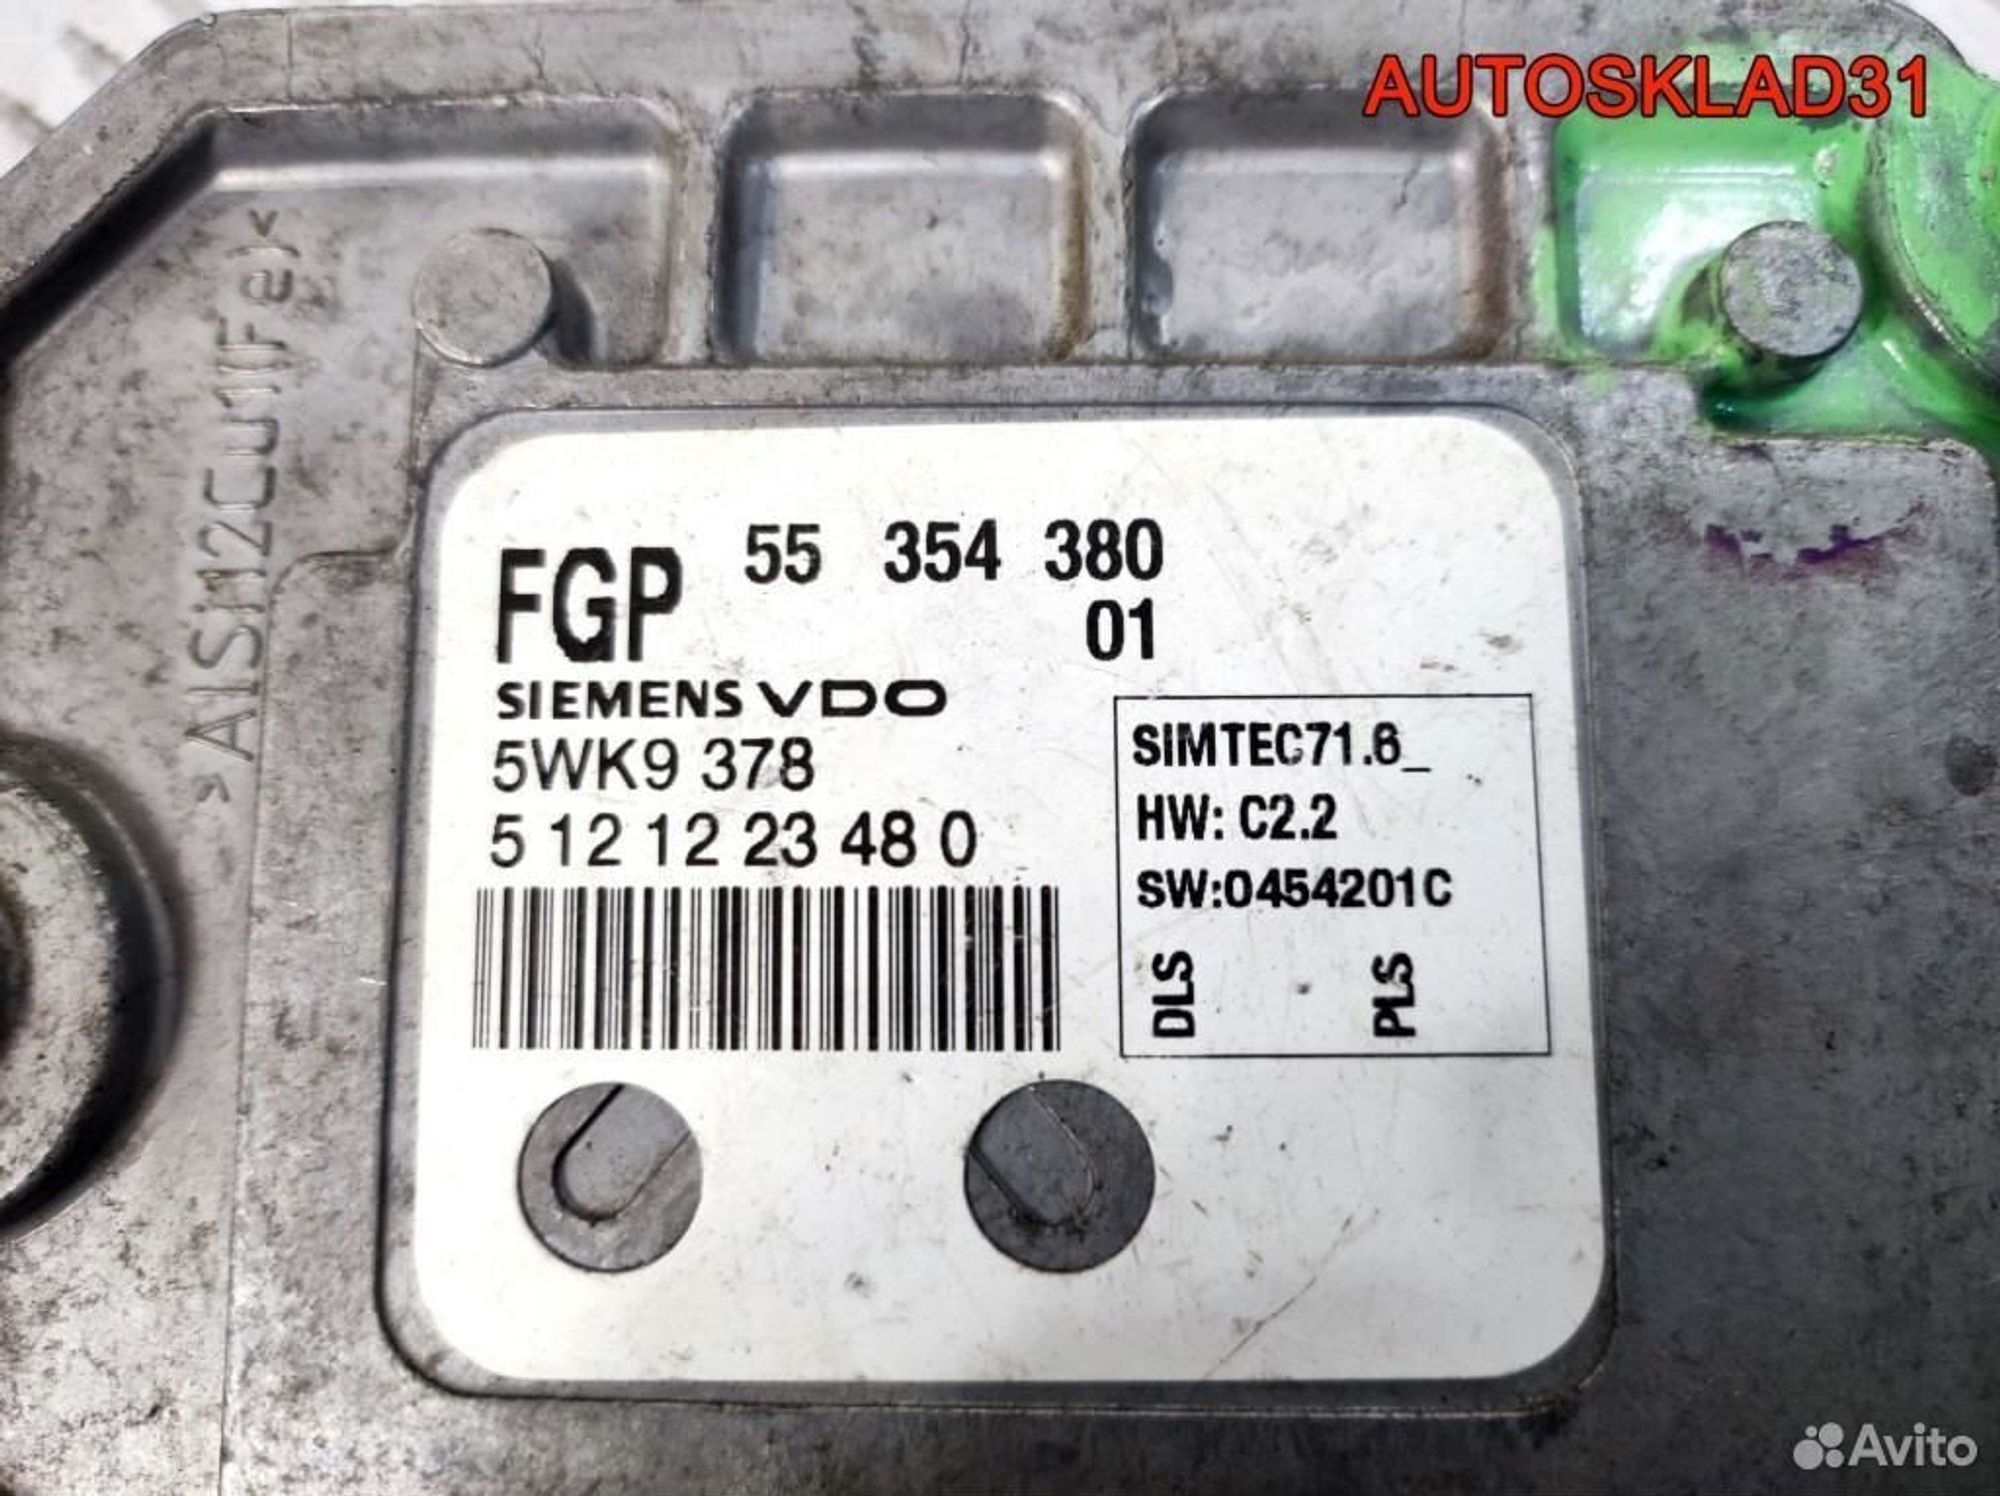 AUTOSKLAD31
>AlSi12Cu1(Fe)<
FGP 55 354 380
01
SIEMENS VDO
5WK9 378
5 12 12 23 48 0
SIMTEC71.6_
HW: C2.2
SW:0454201C
DLS PLS
Avito